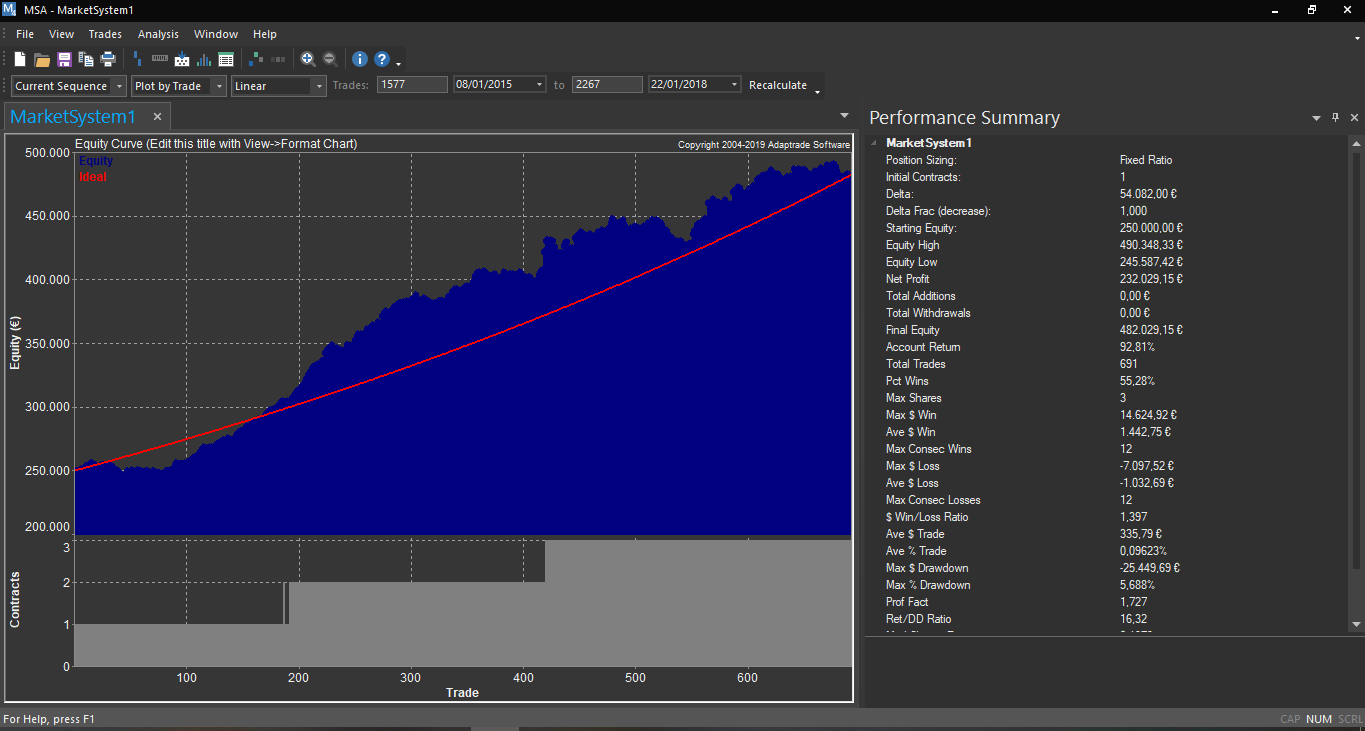 MSA - MarketSystem1
File View Trades Analysis Window Help
Current Sequence Plot by Trade Linear Trades: 1577 08/01/2015 to 2267 22/01/2018 Recalculate
MarketSystem1
Equity Curve (Edit this title with View->Format Chart)
Copyright 2004-2019 Adaptrade Software
Equity
Ideal
500.000
450.000
400.000
350.000
300.000
250.000
200.000
Equity (€)
3
2
1
0
Contracts
100 200 300 400 500 600
Trade
Performance Summary
MarketSystem1
Position Sizing: Fixed Ratio
Initial Contracts: 1
Delta: 54.082,00 €
Delta Frac (decrease): 1,000
Starting Equity: 250.000,00 €
Equity High 490.348,33 €
Equity Low 245.587,42 €
Net Profit 232.029,15 €
Total Additions 0,00 €
Total Withdrawals 0,00 €
Final Equity 482.029,15 €
Account Return 92,81%
Total Trades 691
Pct Wins 55,28%
Max Shares 3
Max $ Win 14.624,92 €
Ave $ Win 1.442,75 €
Max Consec Wins 12
Max $ Loss -7.097,52 €
Ave $ Loss -1.032,69 €
Max Consec Losses 12
$ Win/Loss Ratio 1,397
Ave $ Trade 335,79 €
Ave % Trade 0,09623%
Max $ Drawdown -25.449,69 €
Max % Drawdown 5,688%
Prof Fact 1,727
Ret/DD Ratio 16,32
For Help, press F1
CAP NUM SCRL